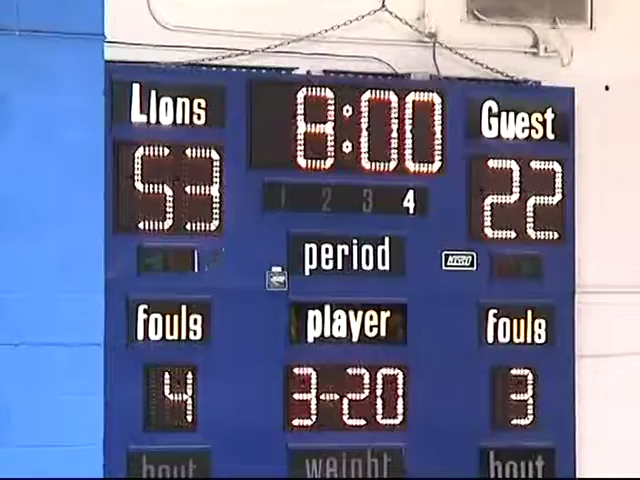 Lions 8:00 Guest
53 22
1 2 3 4
period
fouls player fouls
4 3-20 3
bout weight bout